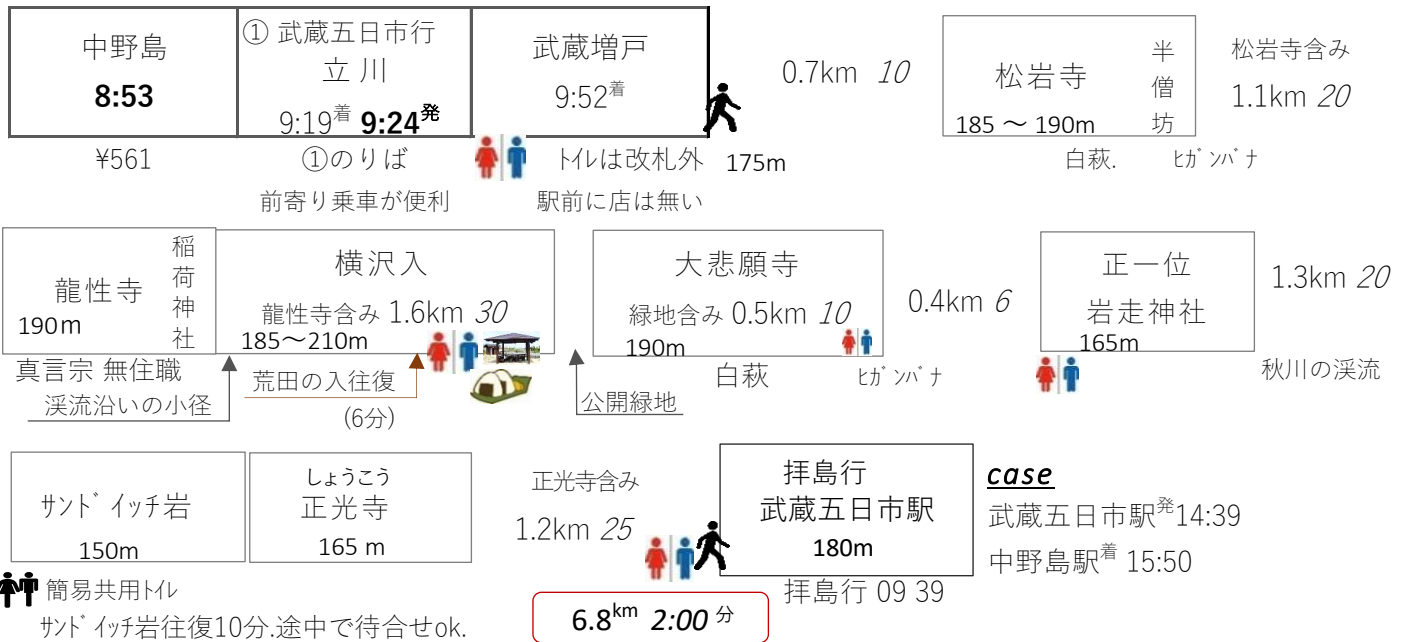 中野島
8:53
① 武蔵五日市行
立 川
9:19着 9:24発
武蔵増戸
9:52着
0.7km 10
松岩寺
半僧坊
185 ～ 190m
松岩寺含み
1.1km 20
¥561
①のりば
前寄り乗車が便利
ﾄｲﾚは改札外
駅前に店は無い
175m
白萩.
ﾋｶﾞﾝﾊﾞﾅ
龍性寺
稲荷神社
190m
横沢入
龍性寺含み 1.6km 30
185～210m
大悲願寺
緑地含み 0.5km 10
190m
0.4km 6
正一位
岩走神社
165m
1.3km 20
真言宗 無住職
渓流沿いの小径
荒田の入往復
(6分)
公開緑地
白萩
ﾋｶﾞﾝﾊﾞﾅ
秋川の渓流
ｻﾝﾄﾞｲｯﾁ岩
150m
しょうこう
正光寺
165 m
正光寺含み
1.2km 25
拝島行
武蔵五日市駅
180m
case
武蔵五日市駅発14:39
中野島駅着 15:50
拝島行 09 39
簡易共用ﾄｲﾚ
ｻﾝﾄﾞｲｯﾁ岩往復10分.途中で待合せok.
6.8km 2:00 分